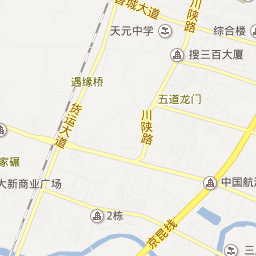 晋城大道
天元中学
综合楼
川陕路
搜三百大厦
遇缘桥
五道龙门
货运大道
川陕路
家碾
大新商业广场
中国航
2栋
京昆线
三